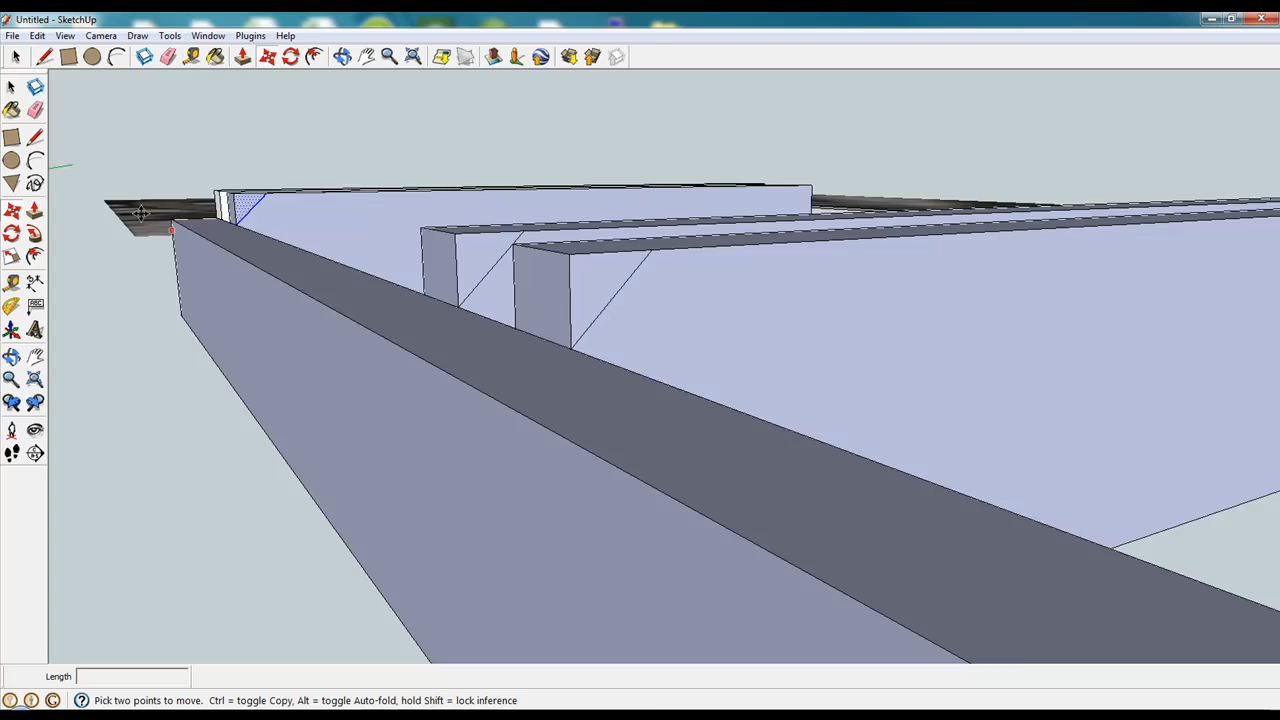 Untitled - SketchUp
File Edit View Camera Draw Tools Window Plugins Help
ABC
Length
Pick two points to move. Ctrl = toggle Copy, Alt = toggle Auto-fold, hold Shift = lock inference